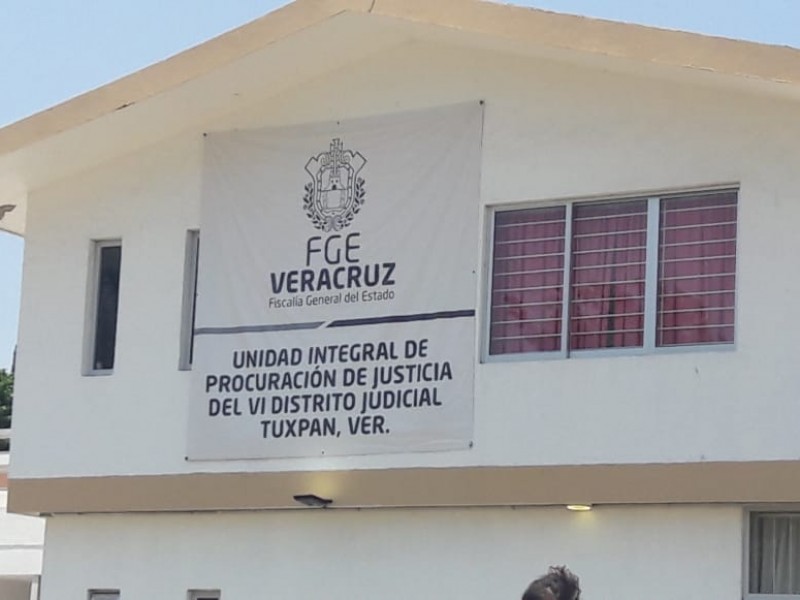 FGE
VERACRUZ
Fiscalía General del Estado
UNIDAD INTEGRAL DE
PROCURACIÓN DE JUSTICIA
DEL VI DISTRITO JUDICIAL
TUXPAN, VER.